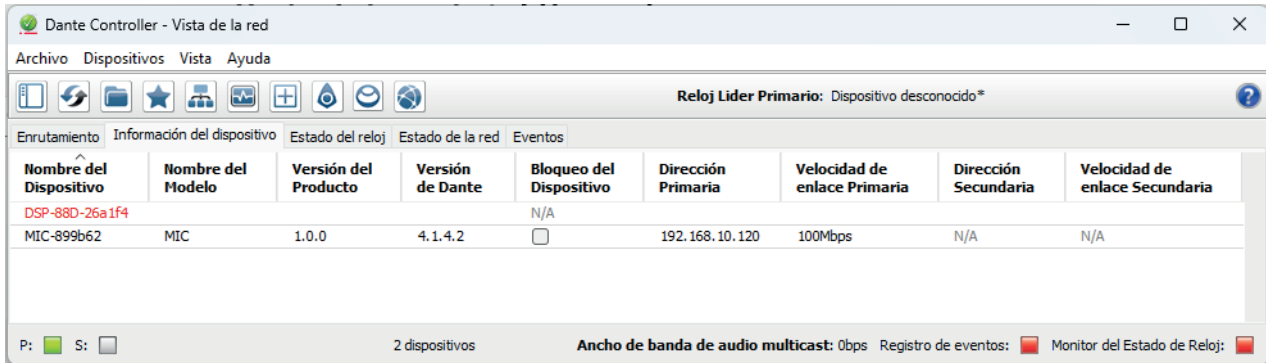 Dante Controller - Vista de la red
Archivo Dispositivos Vista Ayuda
Reloj Lider Primario: Dispositivo desconocido*
Enrutamiento Información del dispositivo Estado del reloj Estado de la red Eventos
Nombre del Dispositivo Nombre del Modelo Versión del Producto Versión de Dante Bloqueo del Dispositivo Dirección Primaria Velocidad de enlace Primaria Dirección Secundaria Velocidad de enlace Secundaria
DSP-88D-26a1f4 N/A
MIC-899b62 MIC 1.0.0 4.1.4.2 192.168.10.120 100Mbps N/A N/A
P: S: 2 dispositivos Ancho de banda de audio multicast: 0bps Registro de eventos: Monitor del Estado de Reloj: